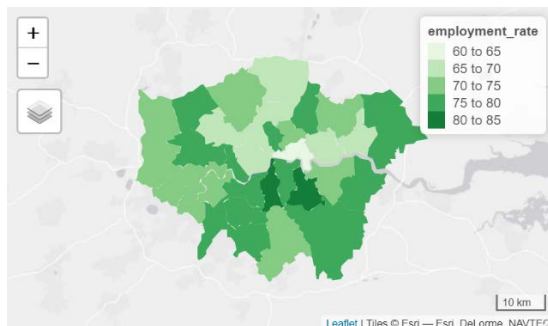 +
−
employment_rate
60 to 65
65 to 70
70 to 75
75 to 80
80 to 85
10 km
Leaflet | Tiles © Esri — Esri, DeLorme, NAVTEQ